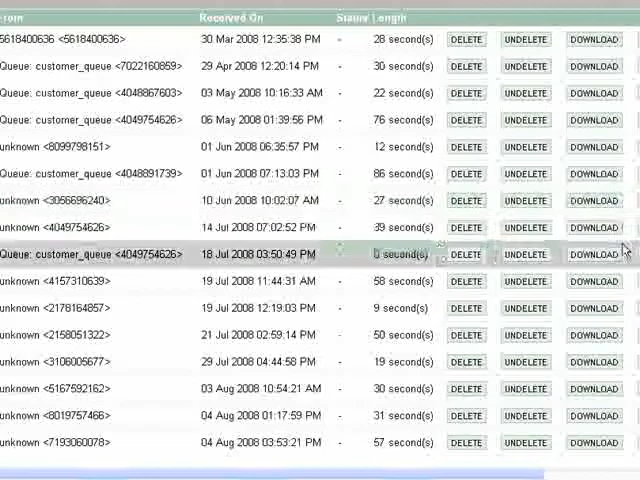 Received On Status Length
5618400636 <5618400636> 30 Mar 2008 12:35:38 PM - 28 second(s) DELETE UNDELETE DOWNLOAD
Queue: customer_queue <7022160859> 29 Apr 2008 12:20:14 PM - 30 second(s) DELETE UNDELETE DOWNLOAD
Queue: customer_queue <4048867603> 03 May 2008 10:16:33 AM - 22 second(s) DELETE UNDELETE DOWNLOAD
Queue: customer_queue <4049754626> 06 May 2008 01:39:56 PM - 76 second(s) DELETE UNDELETE DOWNLOAD
unknown <8099798151> 01 Jun 2008 06:35:57 PM - 12 second(s) DELETE UNDELETE DOWNLOAD
Queue: customer_queue <4048891739> 01 Jun 2008 07:13:03 PM - 86 second(s) DELETE UNDELETE DOWNLOAD
unknown <3056696240> 10 Jun 2008 10:02:07 AM - 27 second(s) DELETE UNDELETE DOWNLOAD
unknown <4049754626> 14 Jul 2008 07:02:52 PM - 39 second(s) DELETE UNDELETE DOWNLOAD
Queue: customer_queue <4049754626> 18 Jul 2008 03:50:49 PM second(s) DELETE UNDELETE DOWNLOAD
unknown <4157310639> 19 Jul 2008 11:44:31 AM - 58 second(s) DELETE UNDELETE DOWNLOAD
unknown <2178164857> 19 Jul 2008 12:19:03 PM - 9 second(s) DELETE UNDELETE DOWNLOAD
unknown <2158051322> 21 Jul 2008 02:59:14 PM - 50 second(s) DELETE UNDELETE DOWNLOAD
unknown <3106005677> 29 Jul 2008 04:44:58 PM - 19 second(s) DELETE UNDELETE DOWNLOAD
unknown <5167592162> 03 Aug 2008 10:54:21 AM - 30 second(s) DELETE UNDELETE DOWNLOAD
unknown <8019757466> 04 Aug 2008 01:17:59 PM - 31 second(s) DELETE UNDELETE DOWNLOAD
unknown <7193060078> 04 Aug 2008 03:53:21 PM - 57 second(s) DELETE UNDELETE DOWNLOAD